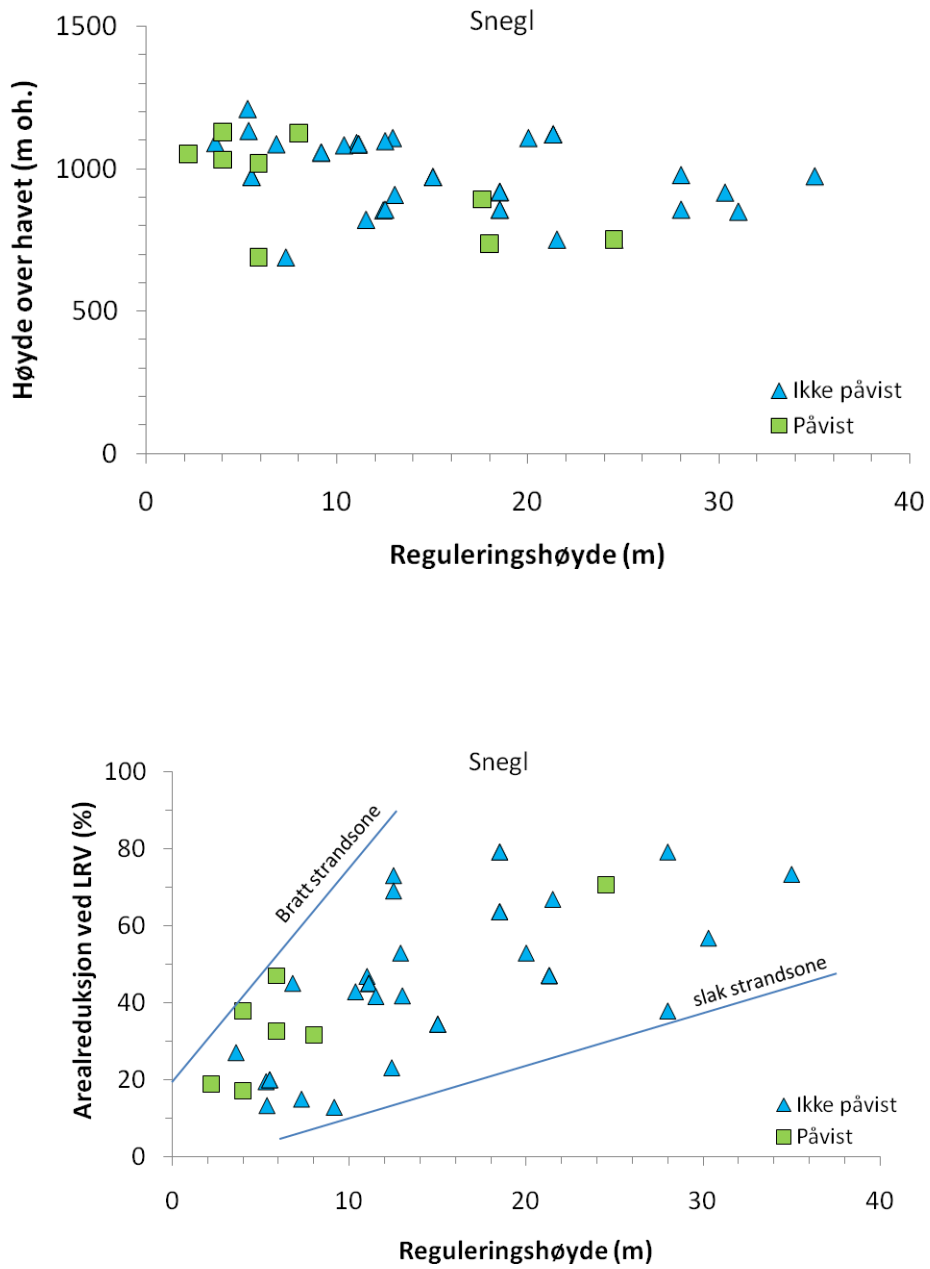 Snegl
Høyde over havet (m oh.)
1500
1000
500
0
Ikke påvist
Påvist
0 10 20 30 40
Reguleringshøyde (m)
Snegl
Arealreduksjon ved LRV (%)
100
80
60
40
20
0
Bratt strandsone
slak strandsone
Ikke påvist
Påvist
0 10 20 30 40
Reguleringshøyde (m)